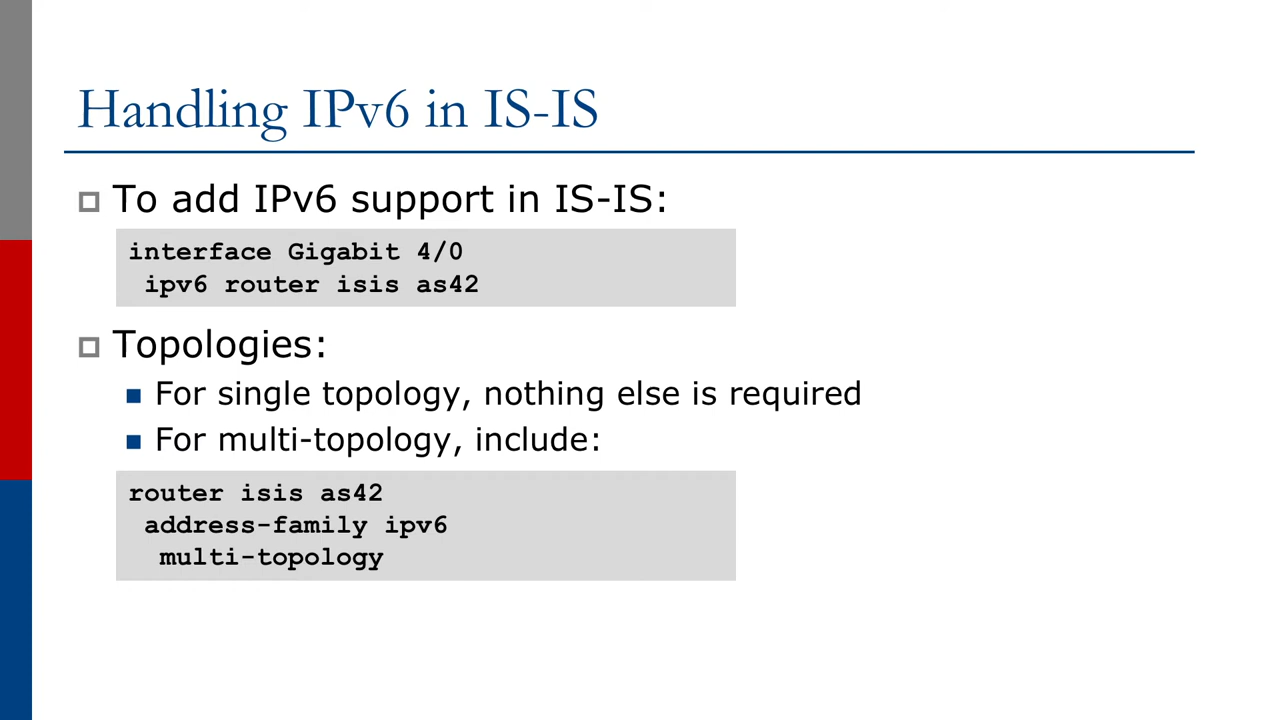 Handling IPv6 in IS-IS
To add IPv6 support in IS-IS:
interface Gigabit 4/0
ipv6 router isis as42
Topologies:
For single topology, nothing else is required
For multi-topology, include:
router isis as42
address-family ipv6
multi-topology